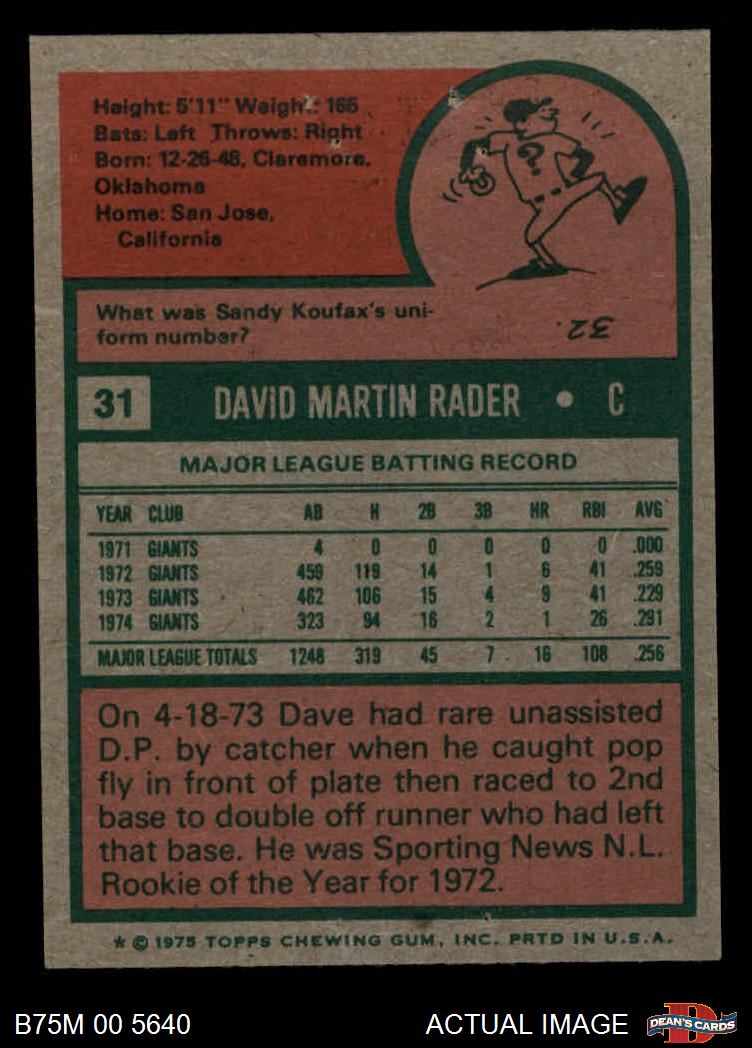 Height: 5'11" Weight: 165
Bats: Left Throws: Right
Born: 12-26-48, Claremore,
Oklahoma
Home: San Jose,
California
?
What was Sandy Koufax's uni-
form number?
32.
31 DAVID MARTIN RADER • C
MAJOR LEAGUE BATTING RECORD
YEAR CLUB AB H 2B 3B HR RBI AVG
1971 GIANTS 4 0 0 0 0 0 .000
1972 GIANTS 459 119 14 1 6 41 .259
1973 GIANTS 462 106 15 4 9 41 .229
1974 GIANTS 323 94 16 2 1 26 .291
MAJOR LEAGUE TOTALS 1248 319 45 7 16 108 .256
On 4-18-73 Dave had rare unassisted
D.P. by catcher when he caught pop
fly in front of plate then raced to 2nd
base to double off runner who had left
that base. He was Sporting News N.L.
Rookie of the Year for 1972.
* © 1975 TOPPS CHEWING GUM, INC. PRTD IN U.S.A.
B75M 00 5640 ACTUAL IMAGE D DEAN'S CARDS